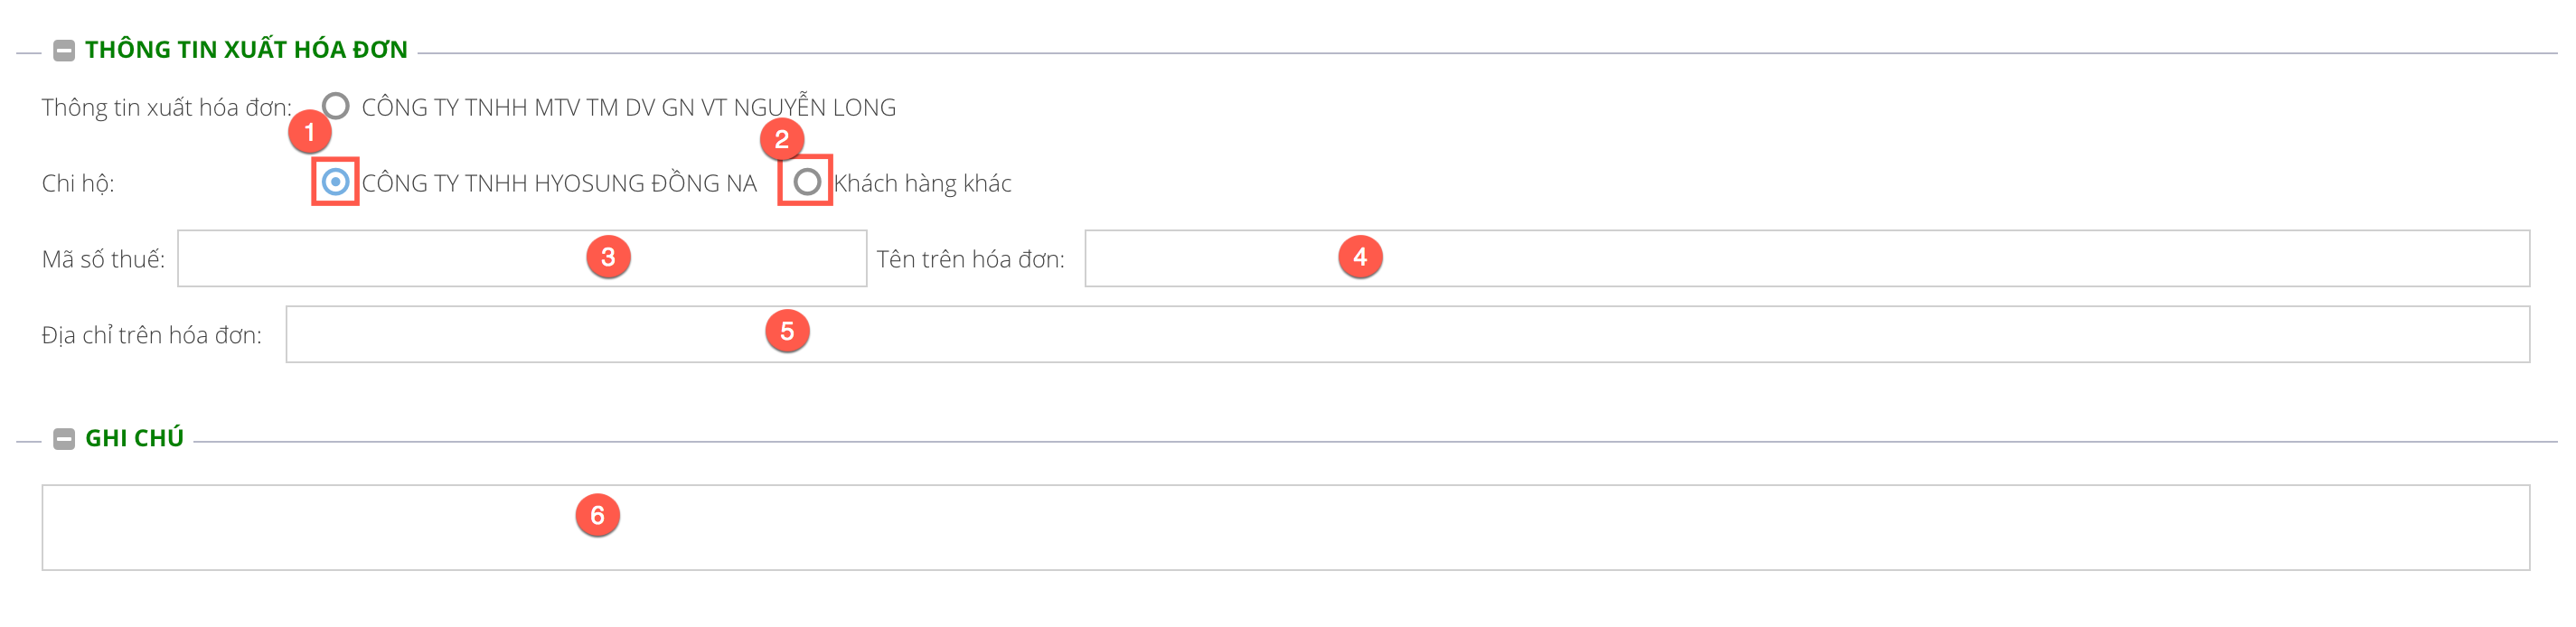 THÔNG TIN XUẤT HÓA ĐƠN
Thông tin xuất hóa đơn: CÔNG TY TNHH MTV TM DV GN VT NGUYỄN LONG
1 2
Chi hộ: CÔNG TY TNHH HYOSUNG ĐỒNG NA Khách hàng khác
Mã số thuế: 3 Tên trên hóa đơn: 4
Địa chỉ trên hóa đơn: 5
GHI CHÚ
6